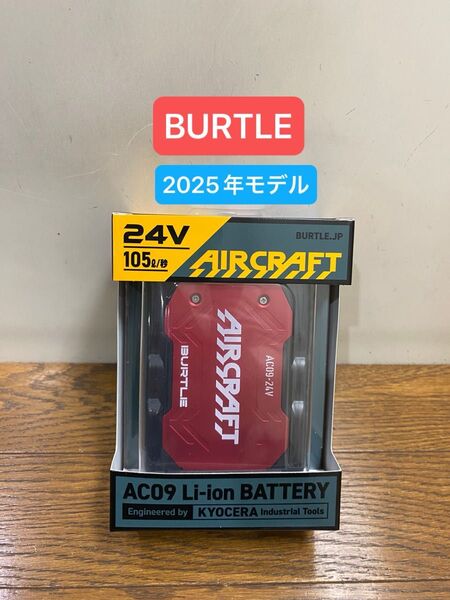 BURTLE
2025年モデル
24V
105ℓ/秒
AIRCRAFT
BURTLE.JP
AIRCRAFT
BURTLE
AC09-24V
AC09 Li-ion BATTERY
Engineered by KYOCERA Industrial Tools